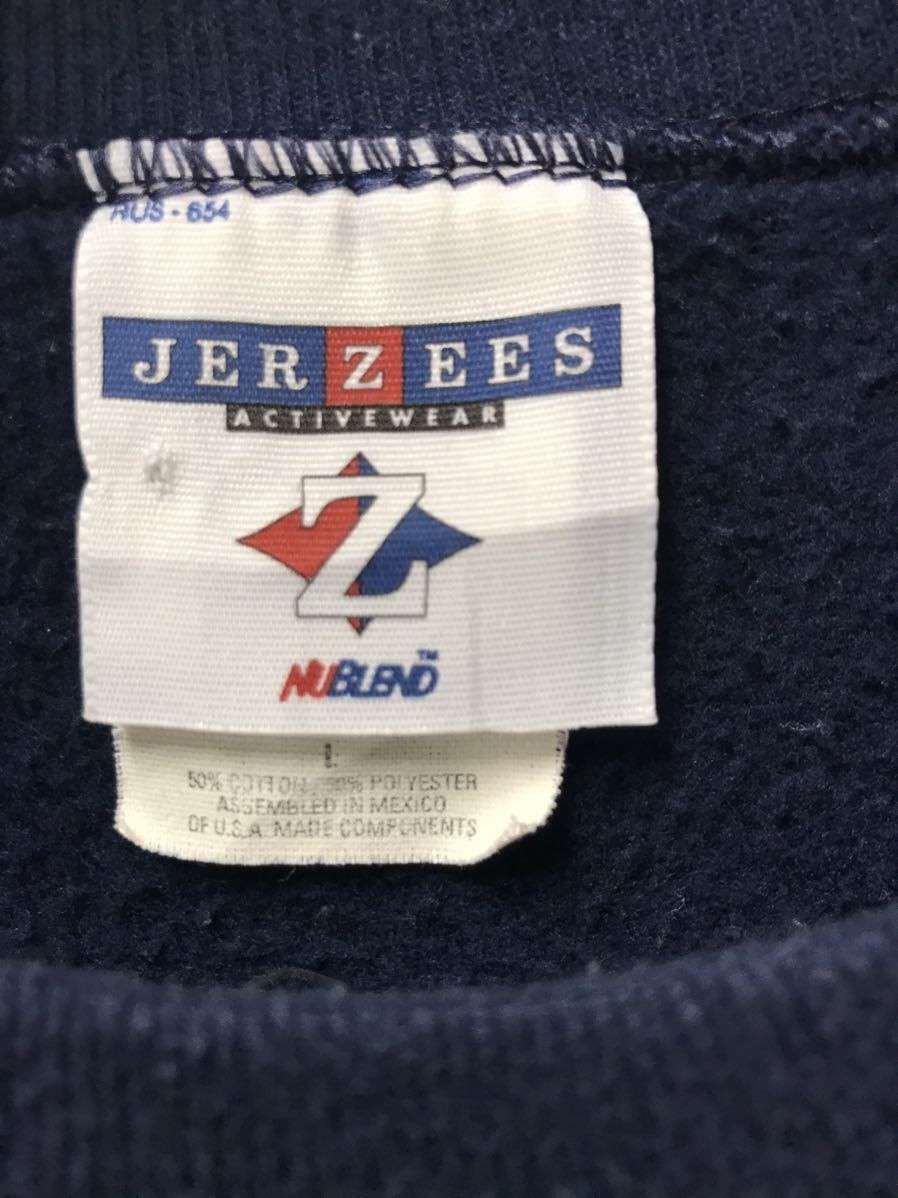 RUS - 654
JERZEES
ACTIVEWEAR
Z
NUBLEND™
L
50% COTTON / 50% POLYESTER
ASSEMBLED IN MEXICO
OF U.S.A. MADE COMPONENTS